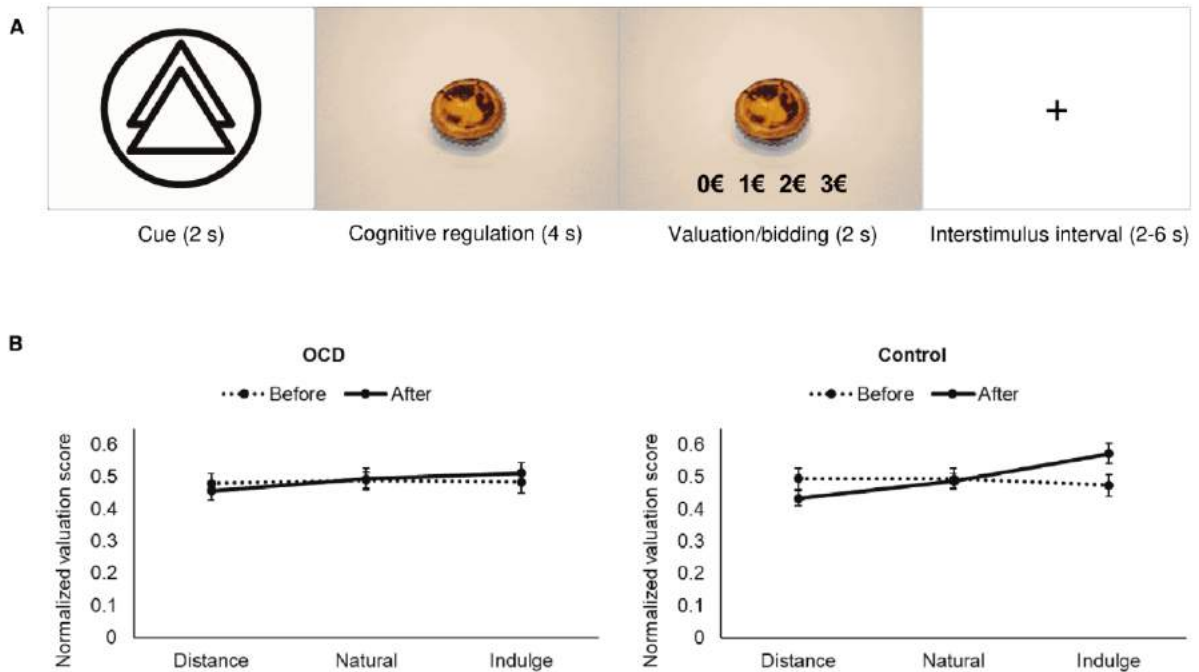 A
0€ 1€ 2€ 3€
+
Cue (2 s)
Cognitive regulation (4 s)
Valuation/bidding (2 s)
Interstimulus interval (2-6 s)
B
OCD
Before After
Normalized valuation score
0.6
0.5
0.4
0.3
0.2
0.1
0
Distance Natural Indulge
Control
Before After
Normalized valuation score
0.6
0.5
0.4
0.3
0.2
0.1
0
Distance Natural Indulge